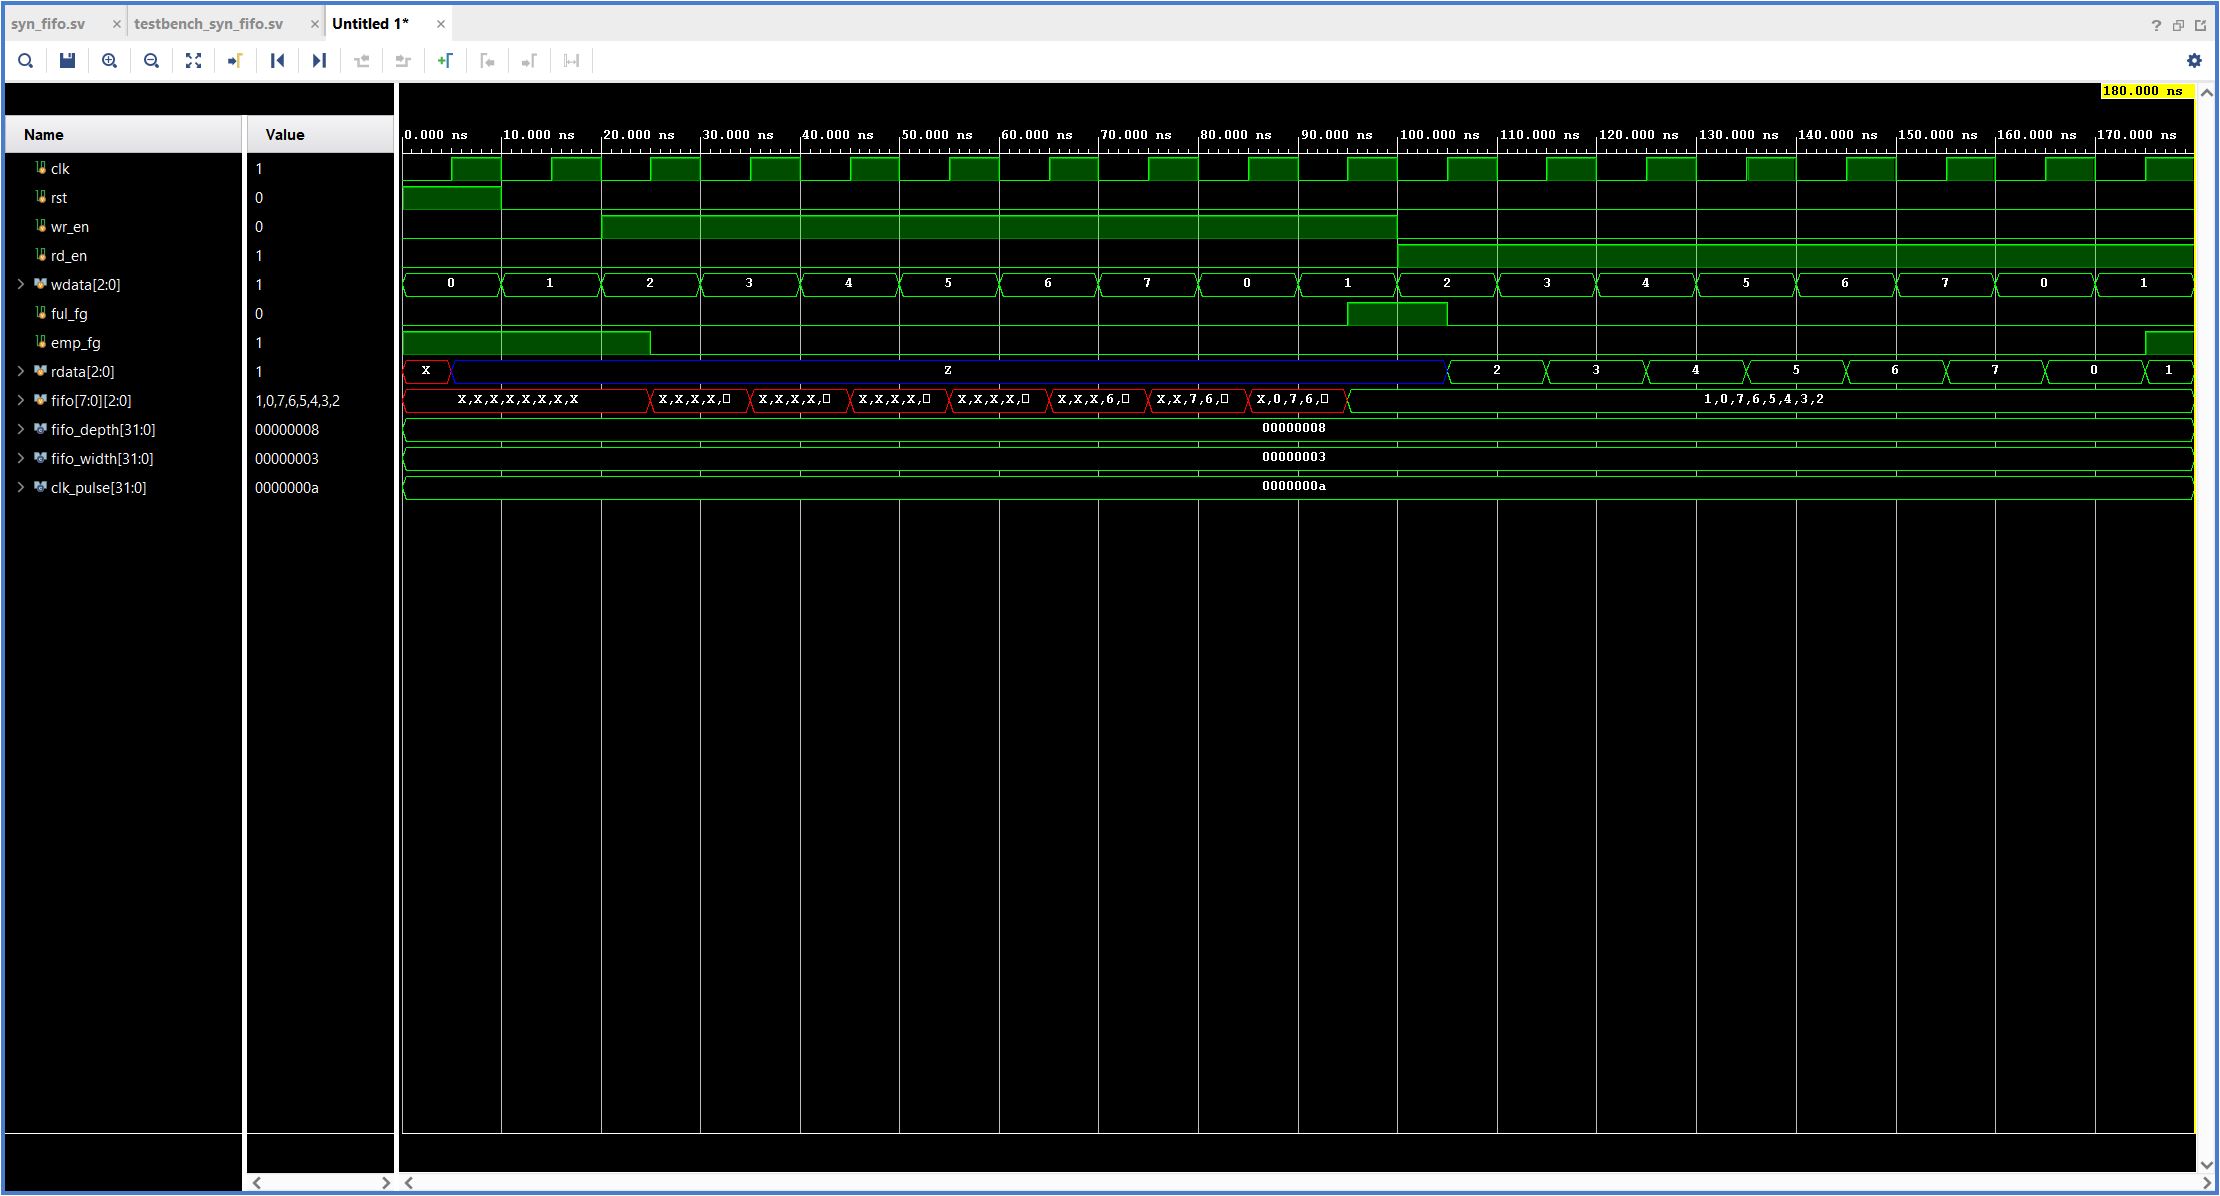 syn_fifo.sv × testbench_syn_fifo.sv × Untitled 1* ×
180.000 ns
Name Value
0.000 ns 10.000 ns 20.000 ns 30.000 ns 40.000 ns 50.000 ns 60.000 ns 70.000 ns 80.000 ns 90.000 ns 100.000 ns 110.000 ns 120.000 ns 130.000 ns 140.000 ns 150.000 ns 160.000 ns 170.000 ns
clk 1
rst 0
wr_en 0
rd_en 1
wdata[2:0] 1 0 1 2 3 4 5 6 7 0 1 2 3 4 5 6 7 0 1
ful_fg 0
emp_fg 1
rdata[2:0] 1 X Z 2 3 4 5 6 7 0 1
fifo[7:0][2:0] 1,0,7,6,5,4,3,2 X,X,X,X,X,X,X,X X,X,X,X,□ X,X,X,X,□ X,X,X,X,□ X,X,X,X,□ X,X,X,6,□ X,X,7,6,□ X,0,7,6,□ 1,0,7,6,5,4,3,2
fifo_depth[31:0] 00000008 00000008
fifo_width[31:0] 00000003 00000003
clk_pulse[31:0] 0000000a 0000000a